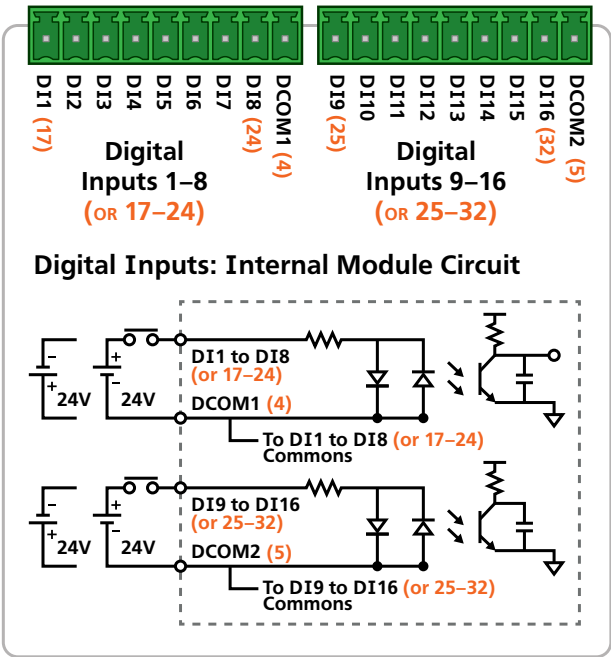 DI1 (17)
DI2
DI3
DI4
DI5
DI6
DI7
DI8 (24)
DCOM1 (4)
DI9 (25)
DI10
DI11
DI12
DI13
DI14
DI15
DI16 (32)
DCOM2 (5)
Digital
Inputs 1–8
(OR 17–24)
Digital
Inputs 9–16
(OR 25–32)
Digital Inputs: Internal Module Circuit
−
+
24V
+
−
24V
DI1 to DI8
(or 17–24)
DCOM1 (4)
To DI1 to DI8 (or 17–24)
Commons
−
+
24V
+
−
24V
DI9 to DI16
(or 25–32)
DCOM2 (5)
To DI9 to DI16 (or 25–32)
Commons